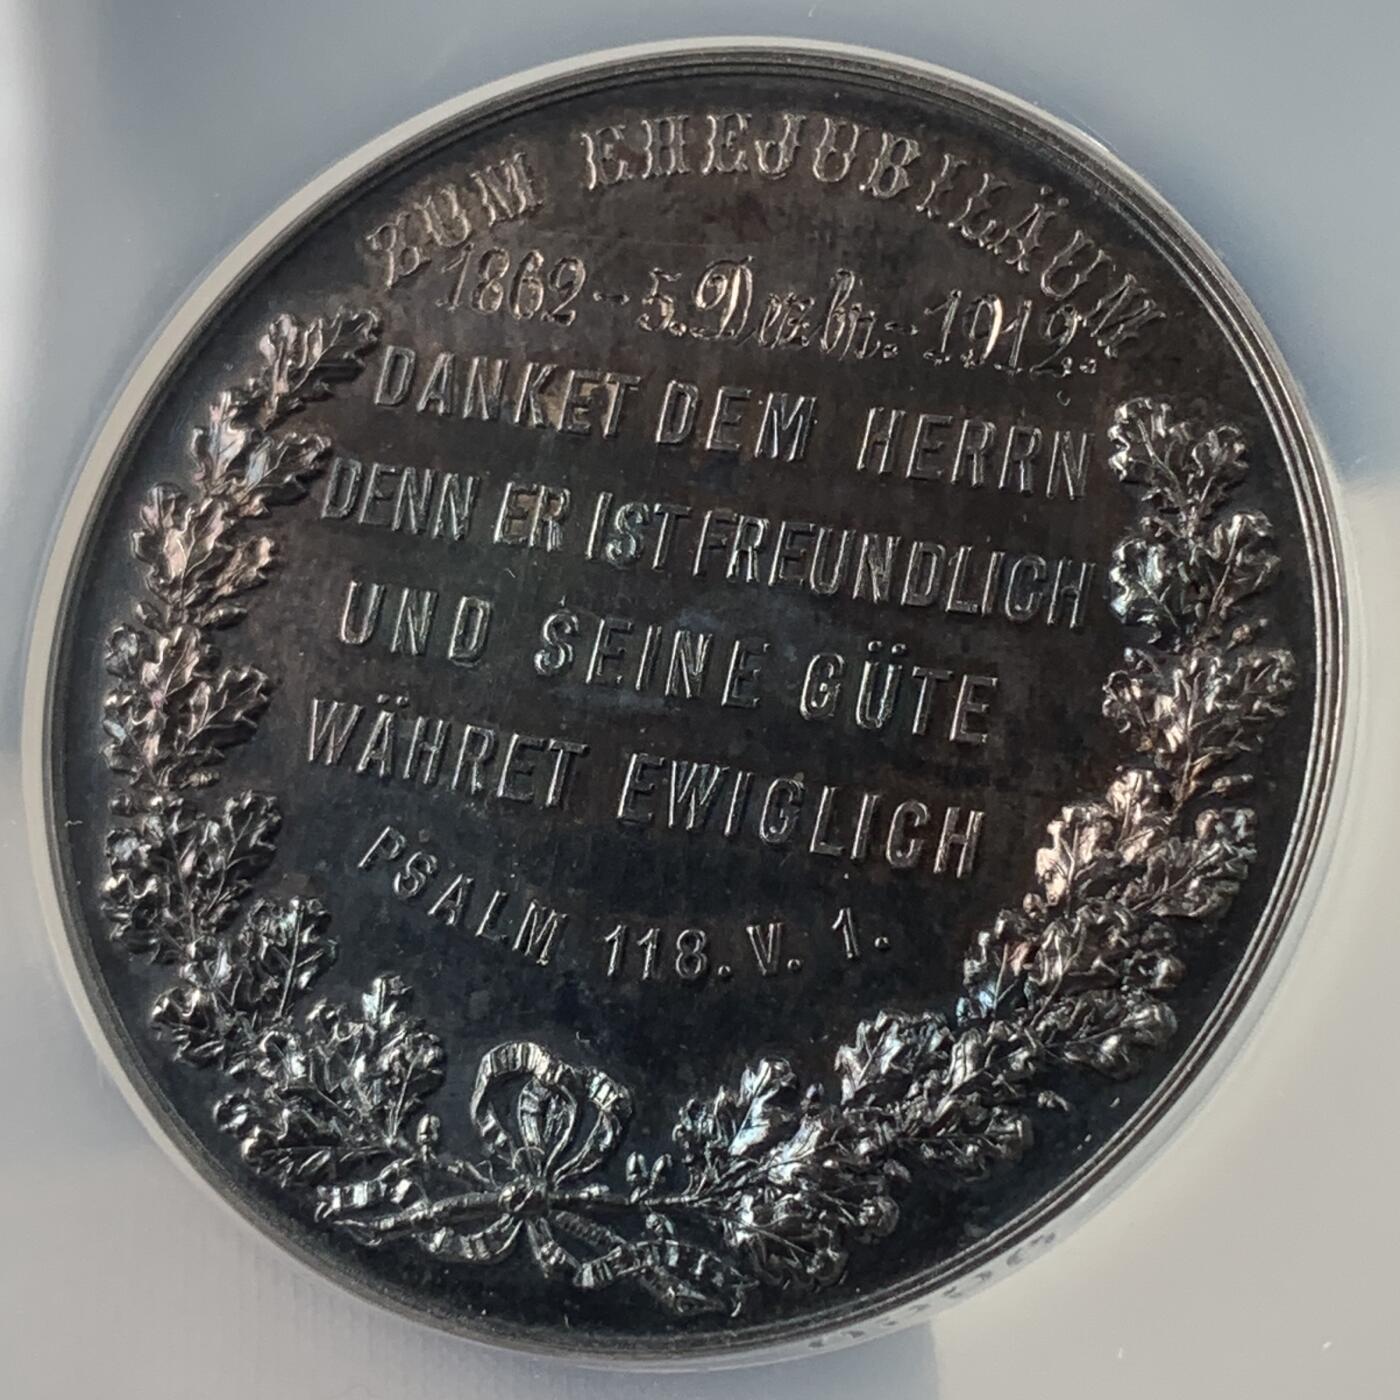 ZUM EHEJUBILÄUM
1862 - 5. Dezbr. - 1912.
DANKET DEM HERRN
DENN ER IST FREUNDLICH
UND SEINE GÜTE
WÄHRET EWIGLICH
PSALM 118. V. 1.